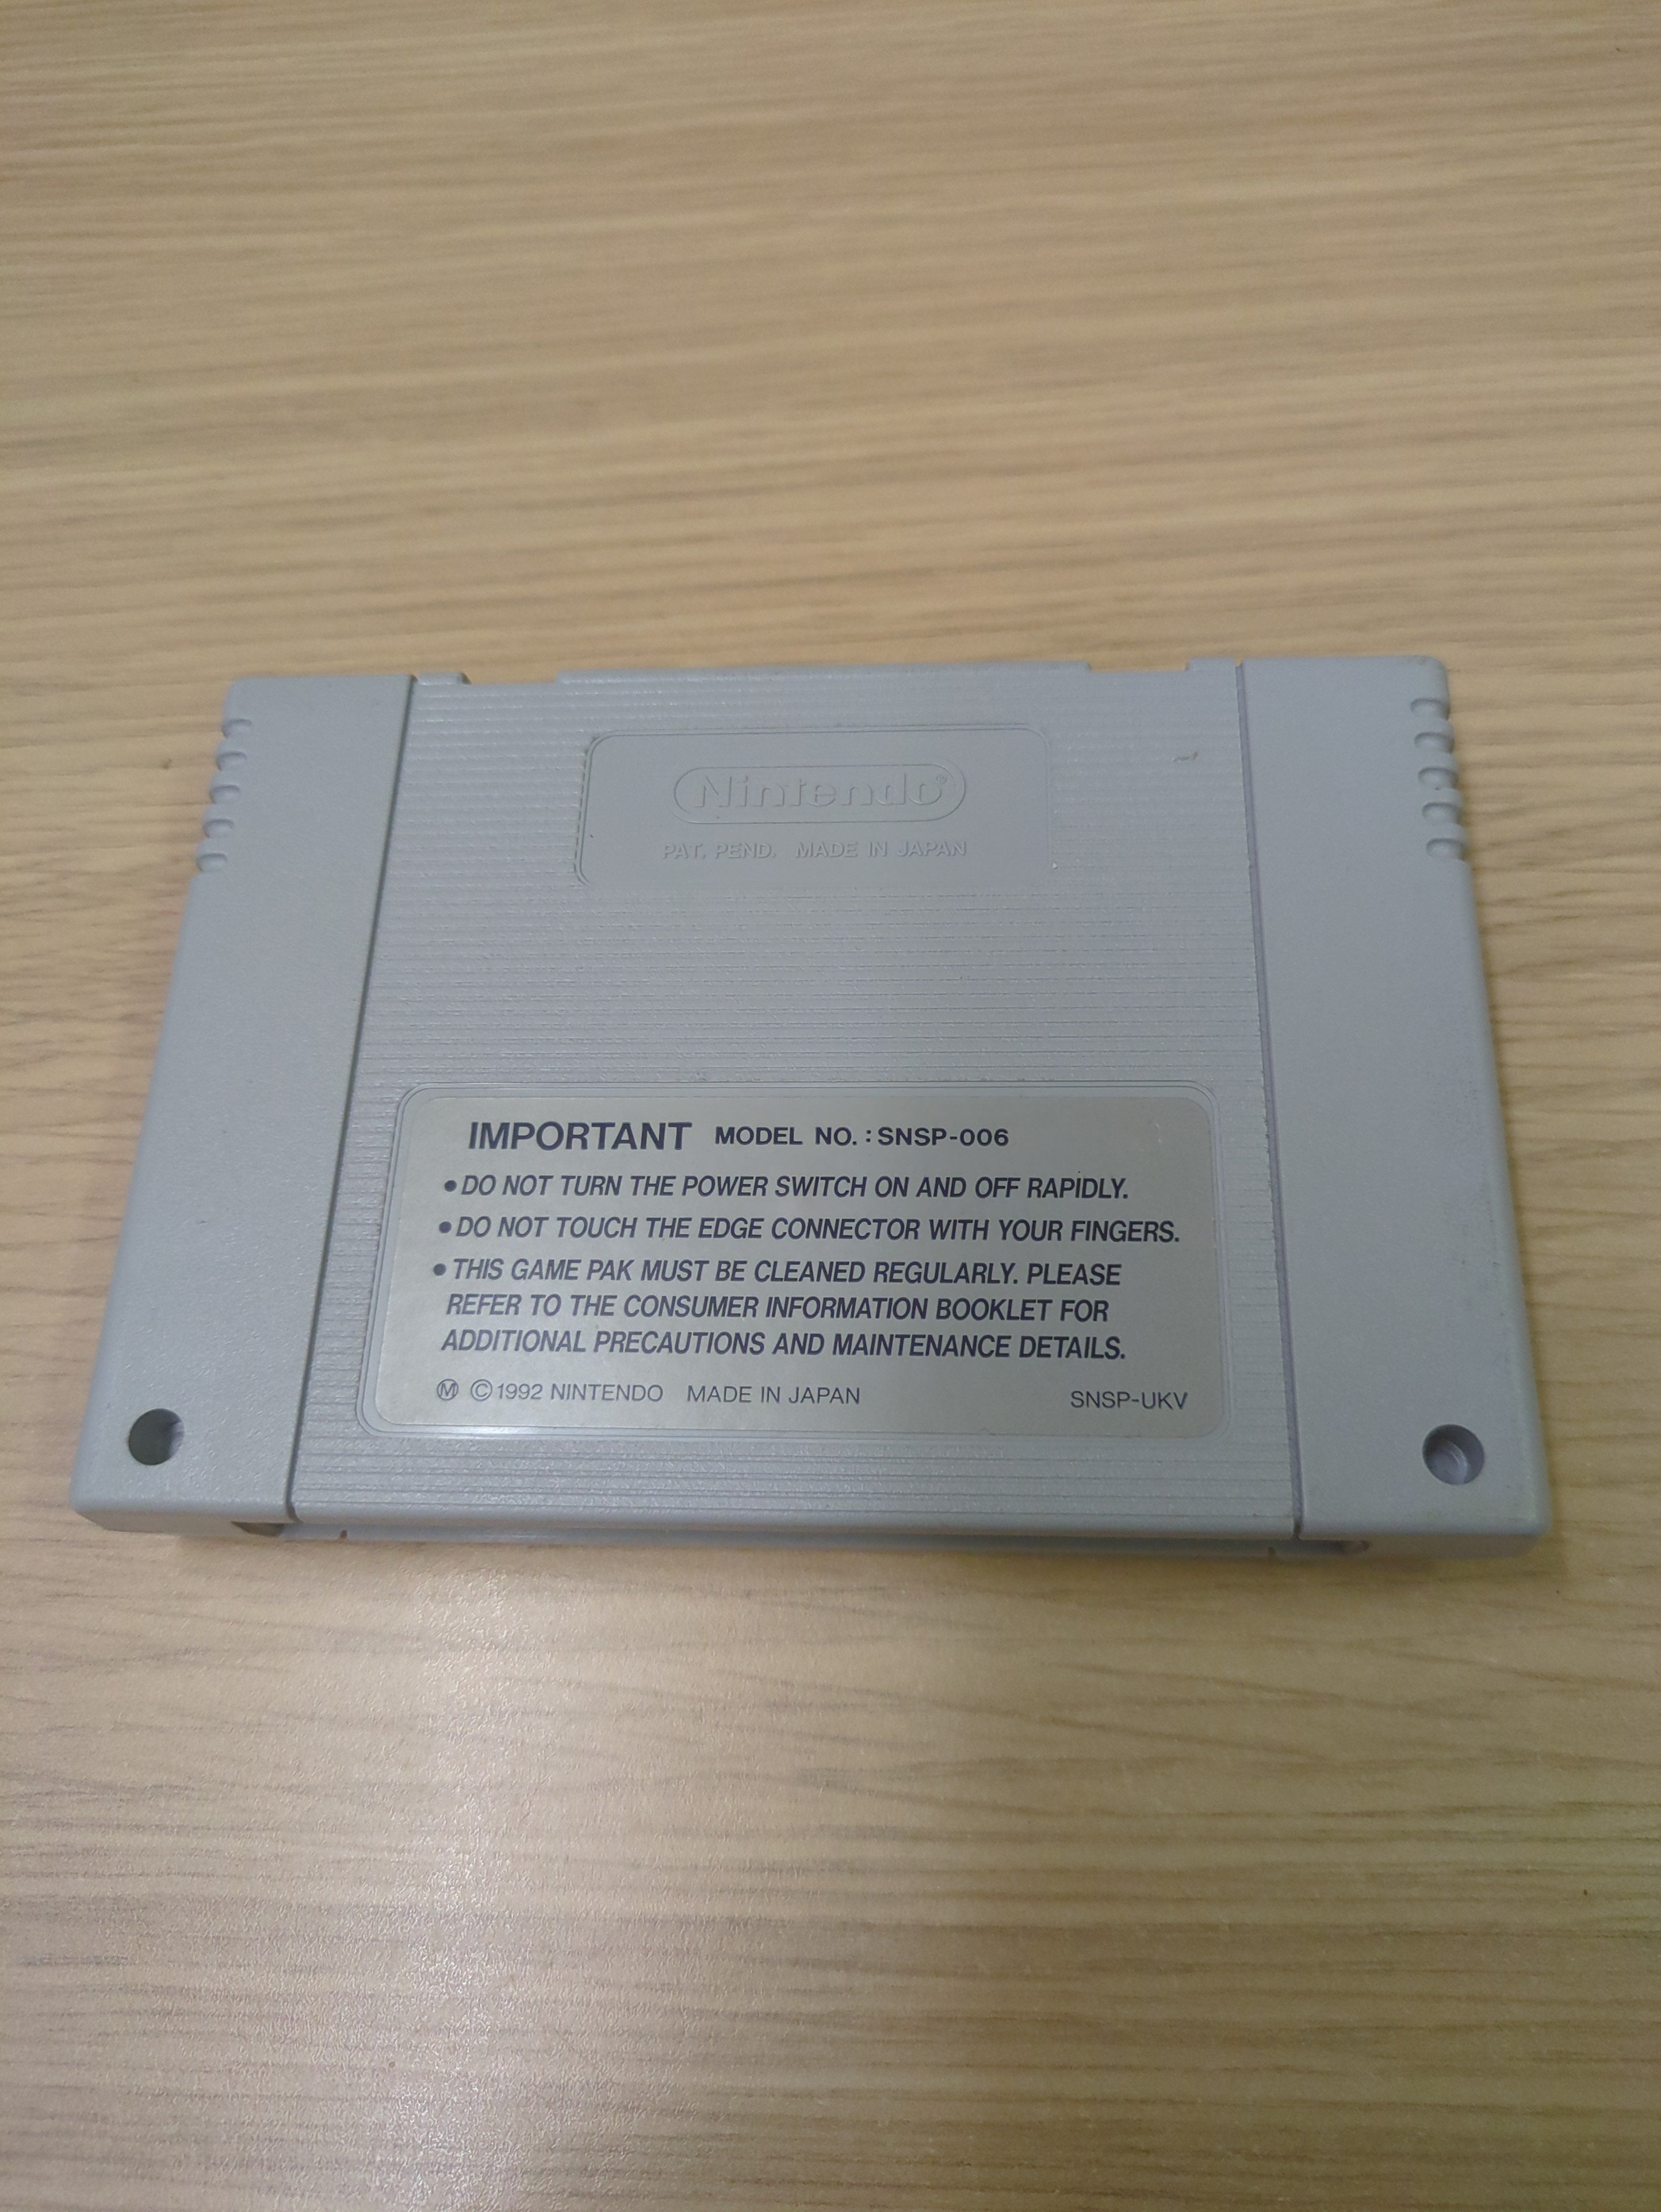 Nintendo®
PAT. PEND. MADE IN JAPAN
IMPORTANT MODEL NO. : SNSP-006
• DO NOT TURN THE POWER SWITCH ON AND OFF RAPIDLY.
• DO NOT TOUCH THE EDGE CONNECTOR WITH YOUR FINGERS.
• THIS GAME PAK MUST BE CLEANED REGULARLY. PLEASE
REFER TO THE CONSUMER INFORMATION BOOKLET FOR
ADDITIONAL PRECAUTIONS AND MAINTENANCE DETAILS.
Ⓜ ©1992 NINTENDO MADE IN JAPAN SNSP-UKV